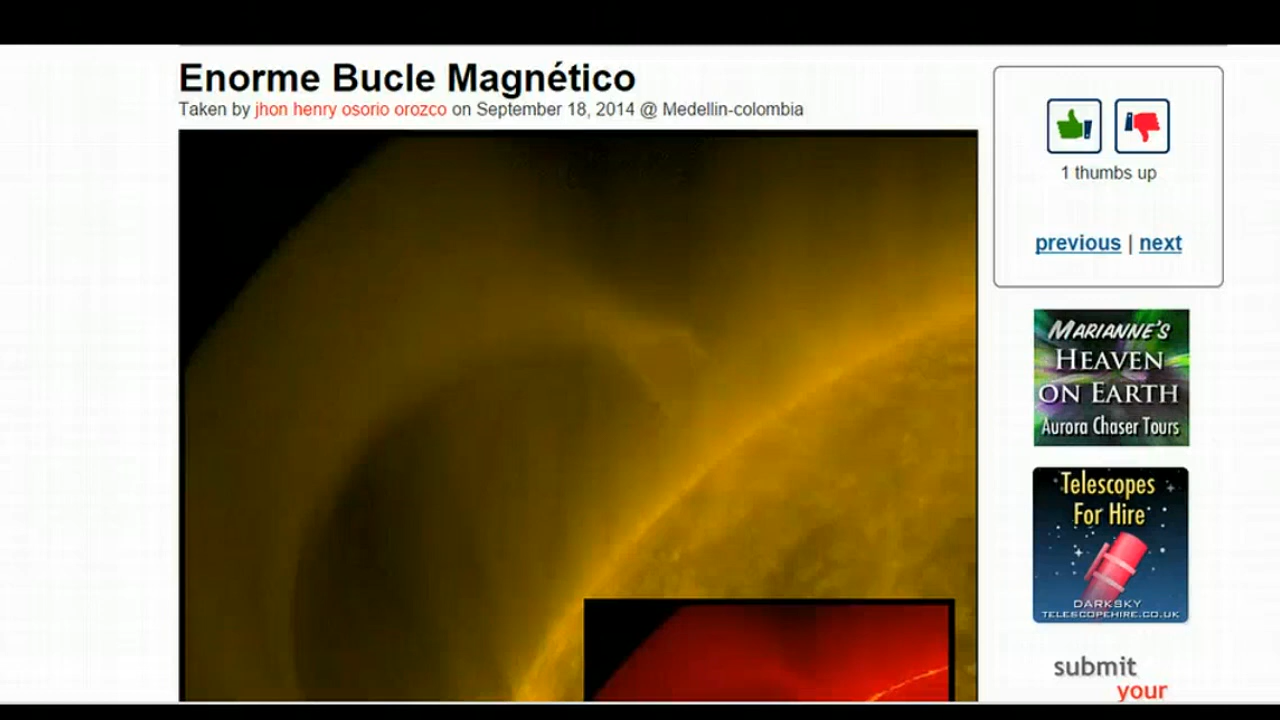 Enorme Bucle Magnético
Taken by jhon henry osorio orozco on September 18, 2014 @ Medellin-colombia
1 thumbs up
previous | next
MARIANNE'S
HEAVEN
ON EARTH
Aurora Chaser Tours
Telescopes
For Hire
DARKSKY
TELESCOPEHIRE.CO.UK
submit
your